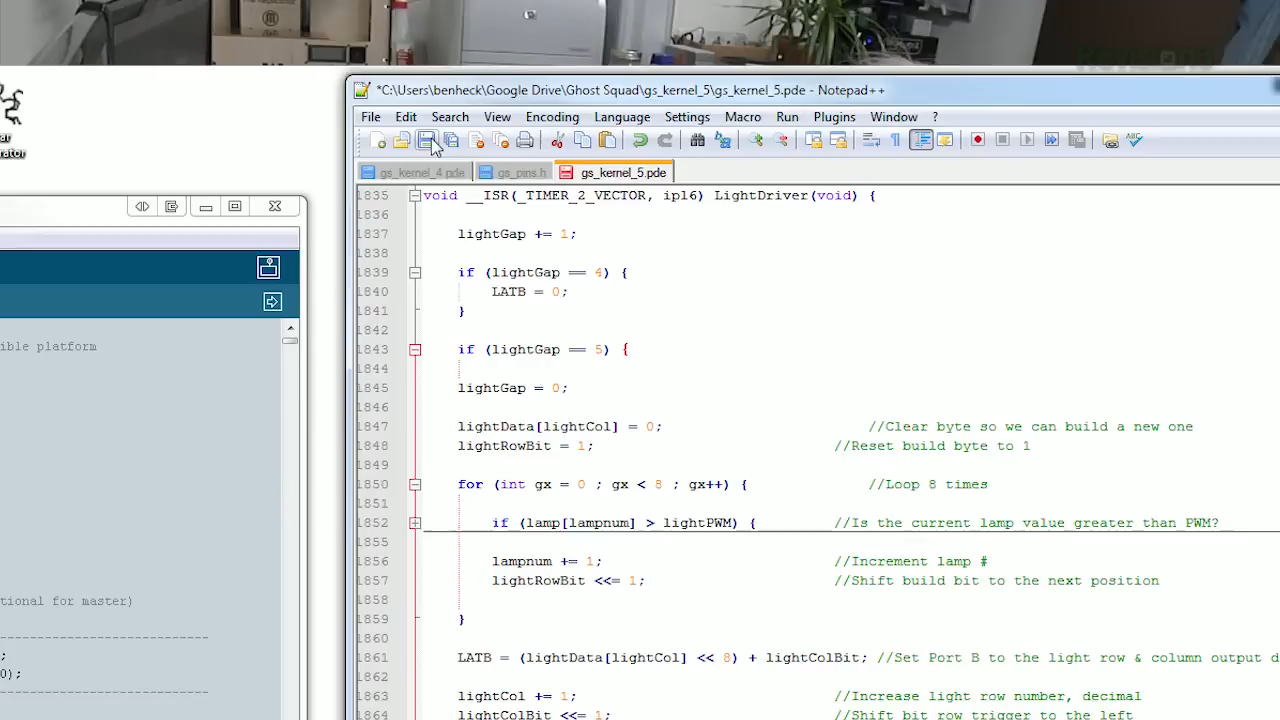 *C:\Users\benheck\Google Drive\Ghost Squad\gs_kernel_5\gs_kernel_5.pde - Notepad++
File Edit Search View Encoding Language Settings Macro Run Plugins Window ?
gs_kernel_4.pde gs_pins.h gs_kernel_5.pde
ar
rator
ible platform
tional for master)
----------------------------
;
0);
----------------------------
1835 void __ISR(_TIMER_2_VECTOR, ipl6) LightDriver(void) {
1836
1837 lightGap += 1;
1838
1839 if (lightGap == 4) {
1840 LATB = 0;
1841 }
1842
1843 if (lightGap == 5) {
1844
1845 lightGap = 0;
1846
1847 lightData[lightCol] = 0; //Clear byte so we can build a new one
1848 lightRowBit = 1; //Reset build byte to 1
1849
1850 for (int gx = 0 ; gx < 8 ; gx++) { //Loop 8 times
1851
1852 if (lamp[lampnum] > lightPWM) { //Is the current lamp value greater than PWM?
1855
1856 lampnum += 1; //Increment lamp #
1857 lightRowBit <<= 1; //Shift build bit to the next position
1858
1859 }
1860
1861 LATB = (lightData[lightCol] << 8) + lightColBit; //Set Port B to the light row & column output d
1862
1863 lightCol += 1; //Increase light row number, decimal
1864 lightColBit <<= 1; //Shift bit row trigger to the left